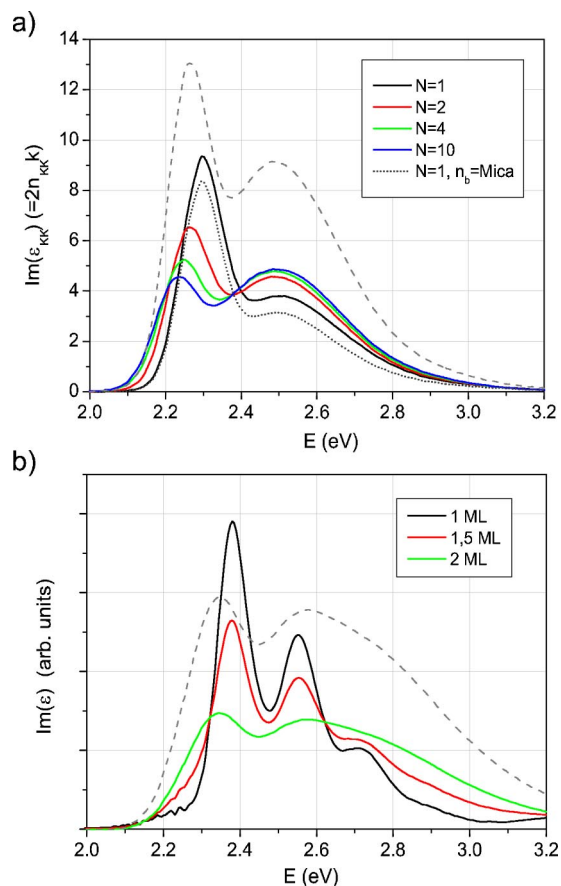 a)
14
12
10
8
6
4
2
0
Im(ε_KK) (=2n_KKk)
N=1
N=2
N=4
N=10
N=1, n_b=Mica
2.0 2.2 2.4 2.6 2.8 3.0 3.2
E (eV)
b)
Im(ε) (arb. units)
1 ML
1,5 ML
2 ML
2.0 2.2 2.4 2.6 2.8 3.0 3.2
E (eV)